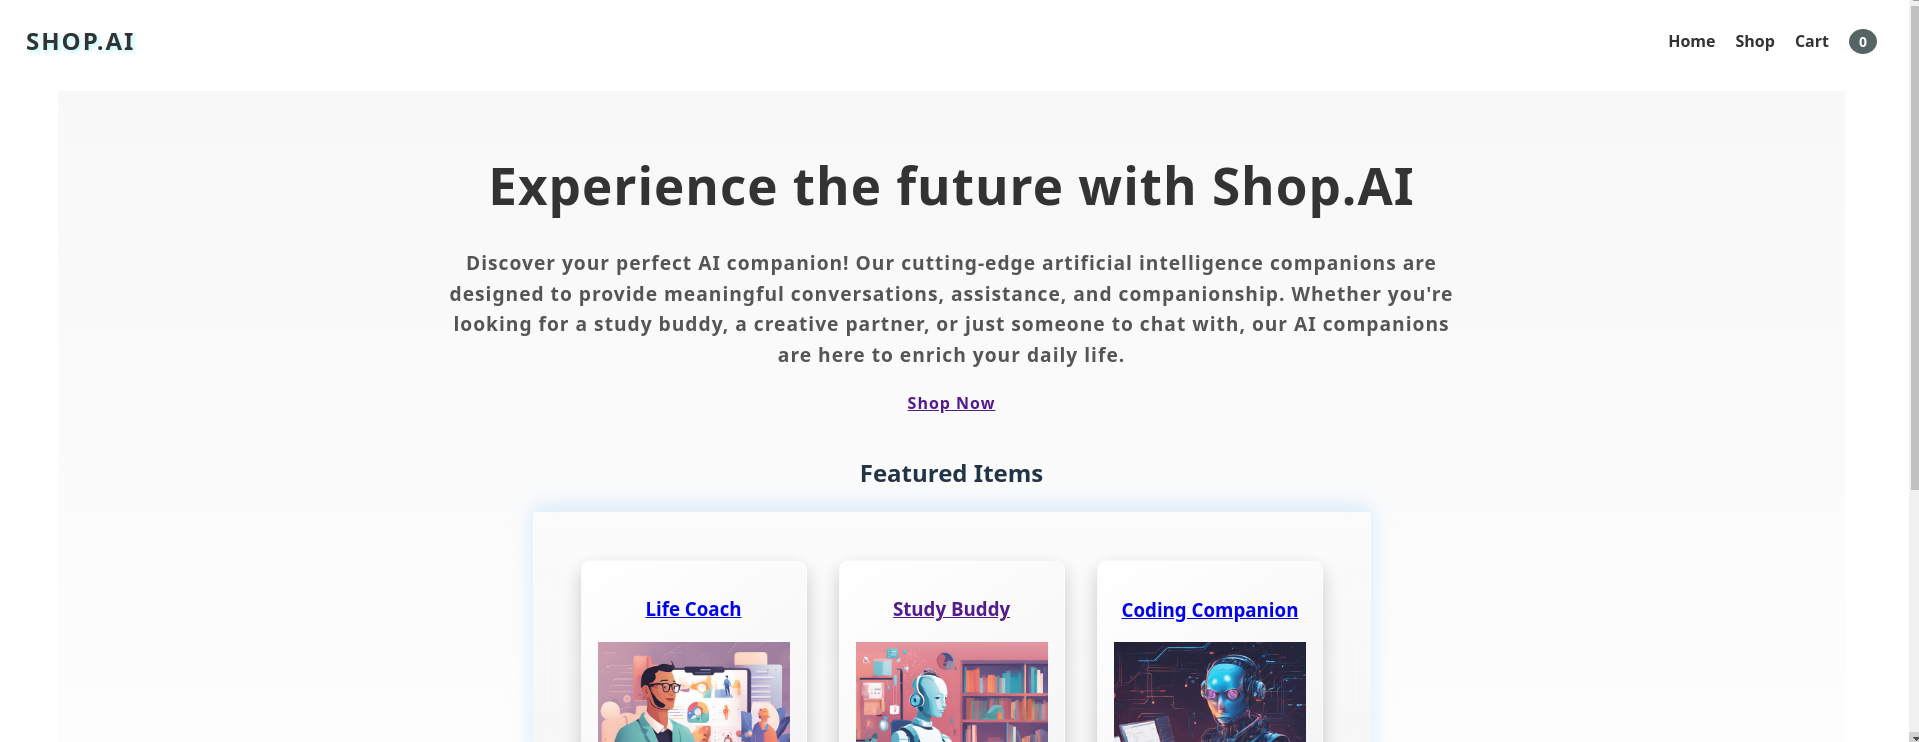 SHOP.AI
Home Shop Cart 0
Experience the future with Shop.AI
Discover your perfect AI companion! Our cutting-edge artificial intelligence companions are
designed to provide meaningful conversations, assistance, and companionship. Whether you're
looking for a study buddy, a creative partner, or just someone to chat with, our AI companions
are here to enrich your daily life.
Shop Now
Featured Items
Life Coach
Study Buddy
Coding Companion